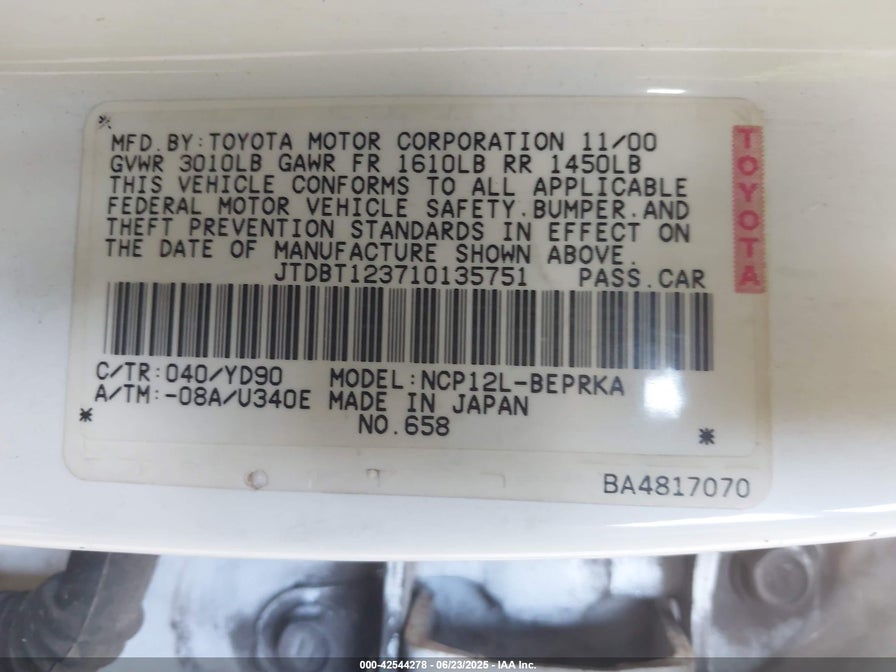 MFD.BY:TOYOTA MOTOR CORPORATION 11/00
GVWR 3010LB GAWR FR 1610LB RR 1450LB
THIS VEHICLE CONFORMS TO ALL APPLICABLE
FEDERAL MOTOR VEHICLE SAFETY.BUMPER.AND
THEFT PREVENTION STANDARDS IN EFFECT ON
THE DATE OF MANUFACTURE SHOWN ABOVE.
JTDBT123710135751 PASS.CAR
TOYOTA
C/TR:040/YD90 MODEL:NCP12L-BEPRKA
A/TM:-08A/U340E MADE IN JAPAN
NO.658
BA4817070
000-42544278 - 06/23/2025 - IAA Inc.